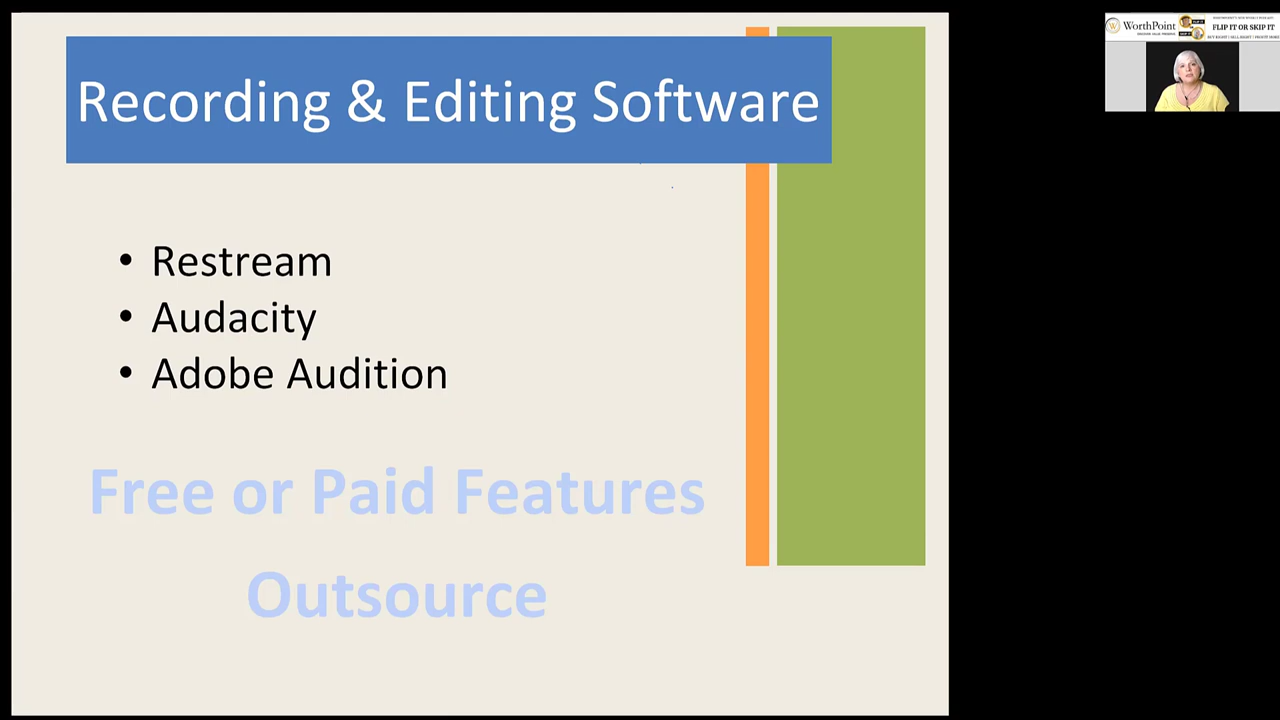 Recording & Editing Software
• Restream
• Audacity
• Adobe Audition
Free or Paid Features
Outsource
WorthPoint
FLIP IT OR SKIP IT